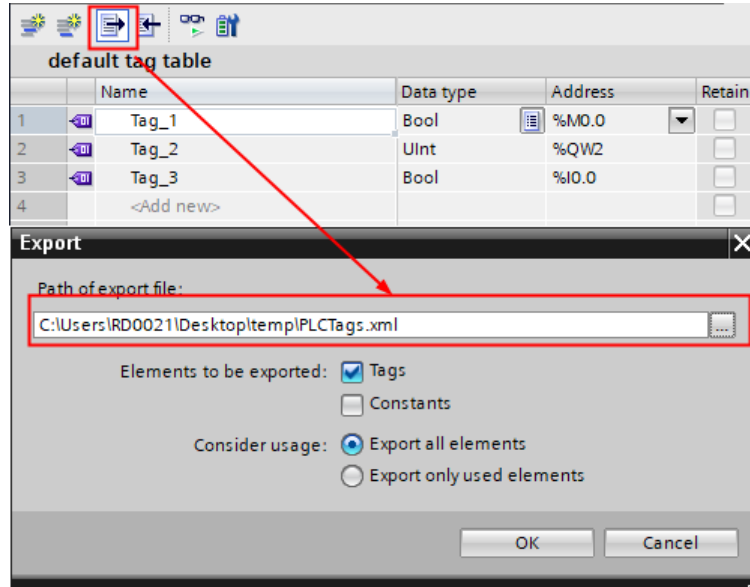 default tag table
Name Data type Address Retain
1 Tag_1 Bool %M0.0
2 Tag_2 UInt %QW2
3 Tag_3 Bool %I0.0
4 <Add new>
Export
Path of export file:
C:\Users\RD0021\Desktop\temp\PLCTags.xml
...
Elements to be exported: Tags
Constants
Consider usage: Export all elements
Export only used elements
OK Cancel